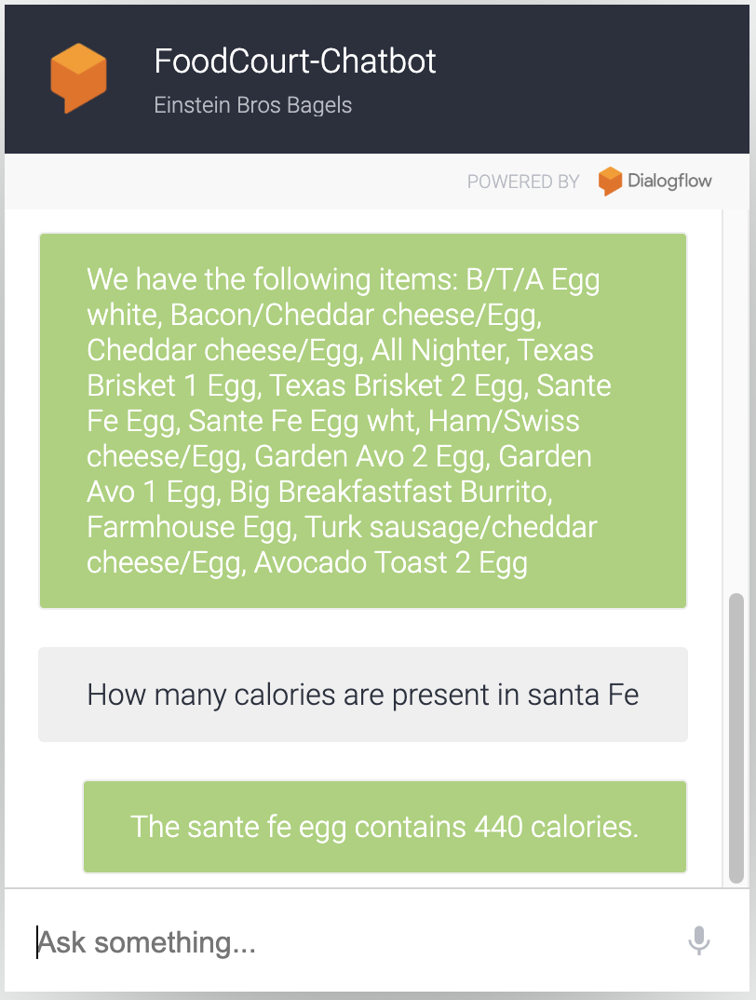 FoodCourt-Chatbot
Einstein Bros Bagels
POWERED BY Dialogflow
We have the following items: B/T/A Egg
white, Bacon/Cheddar cheese/Egg,
Cheddar cheese/Egg, All Nighter, Texas
Brisket 1 Egg, Texas Brisket 2 Egg, Sante
Fe Egg, Sante Fe Egg wht, Ham/Swiss
cheese/Egg, Garden Avo 2 Egg, Garden
Avo 1 Egg, Big Breakfastfast Burrito,
Farmhouse Egg, Turk sausage/cheddar
cheese/Egg, Avocado Toast 2 Egg
How many calories are present in santa Fe
The sante fe egg contains 440 calories.
Ask something...